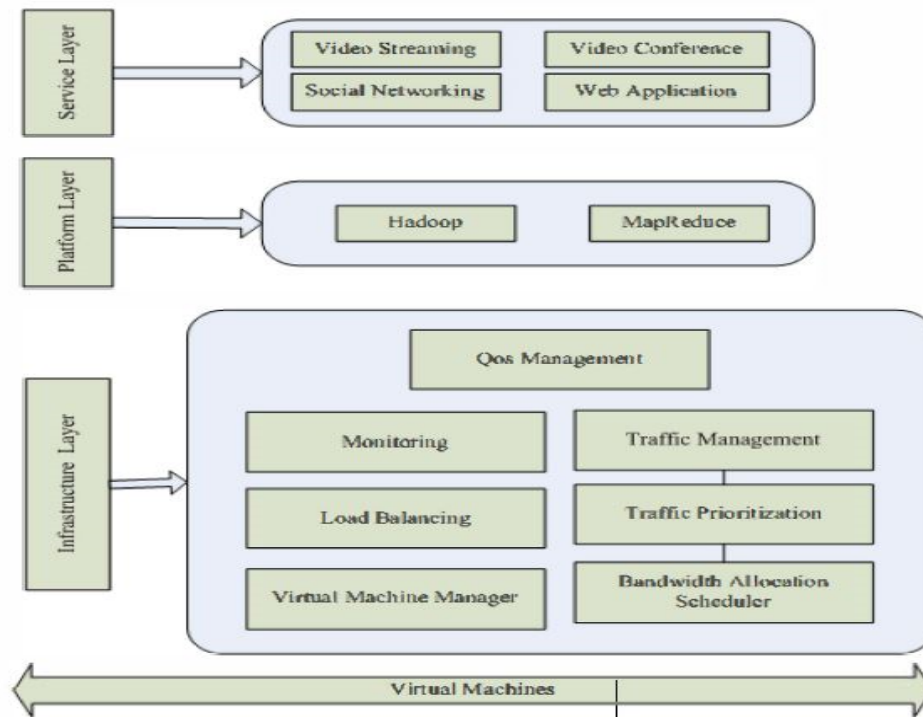 Service Layer
Video Streaming
Video Conference
Social Networking
Web Application
Platform Layer
Hadoop
MapReduce
Infrastructure Layer
Qos Management
Monitoring
Traffic Management
Load Balancing
Traffic Prioritization
Virtual Machine Manager
Bandwidth Allocation
Scheduler
Virtual Machines